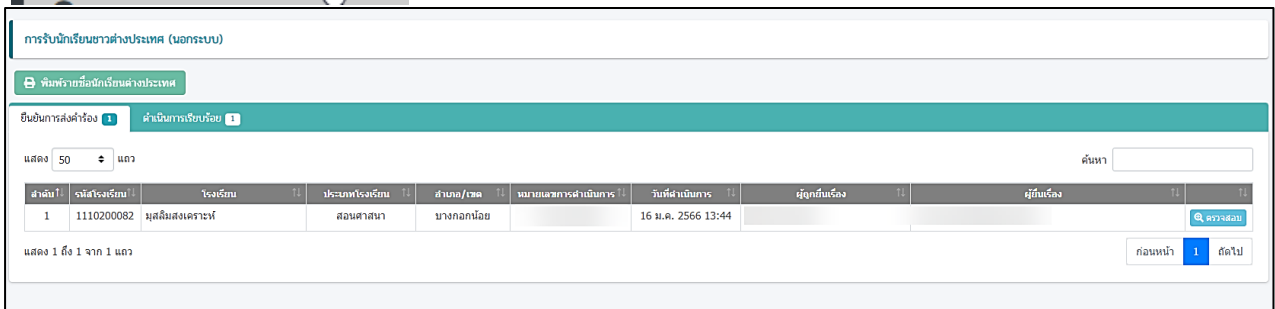 การรับนักเรียนชาวต่างประเทศ (นอกระบบ)
พิมพ์รายชื่อนักเรียนต่างประเทศ
ยืนยันการส่งคำร้อง 1 ดำเนินการเรียบร้อย 1
แสดง 50 แถว ค้นหา
ลำดับ รหัสโรงเรียน โรงเรียน ประเภทโรงเรียน อำเภอ/เขต หมายเลขการดำเนินการ วันที่ดำเนินการ ผู้ถูกยื่นเรื่อง ผู้ยื่นเรื่อง
1 1110200082 มุสลิมสงเคราะห์ สอนศาสนา บางกอกน้อย 16 ม.ค. 2566 13:44 ตรวจสอบ
แสดง 1 ถึง 1 จาก 1 แถว ก่อนหน้า 1 ถัดไป